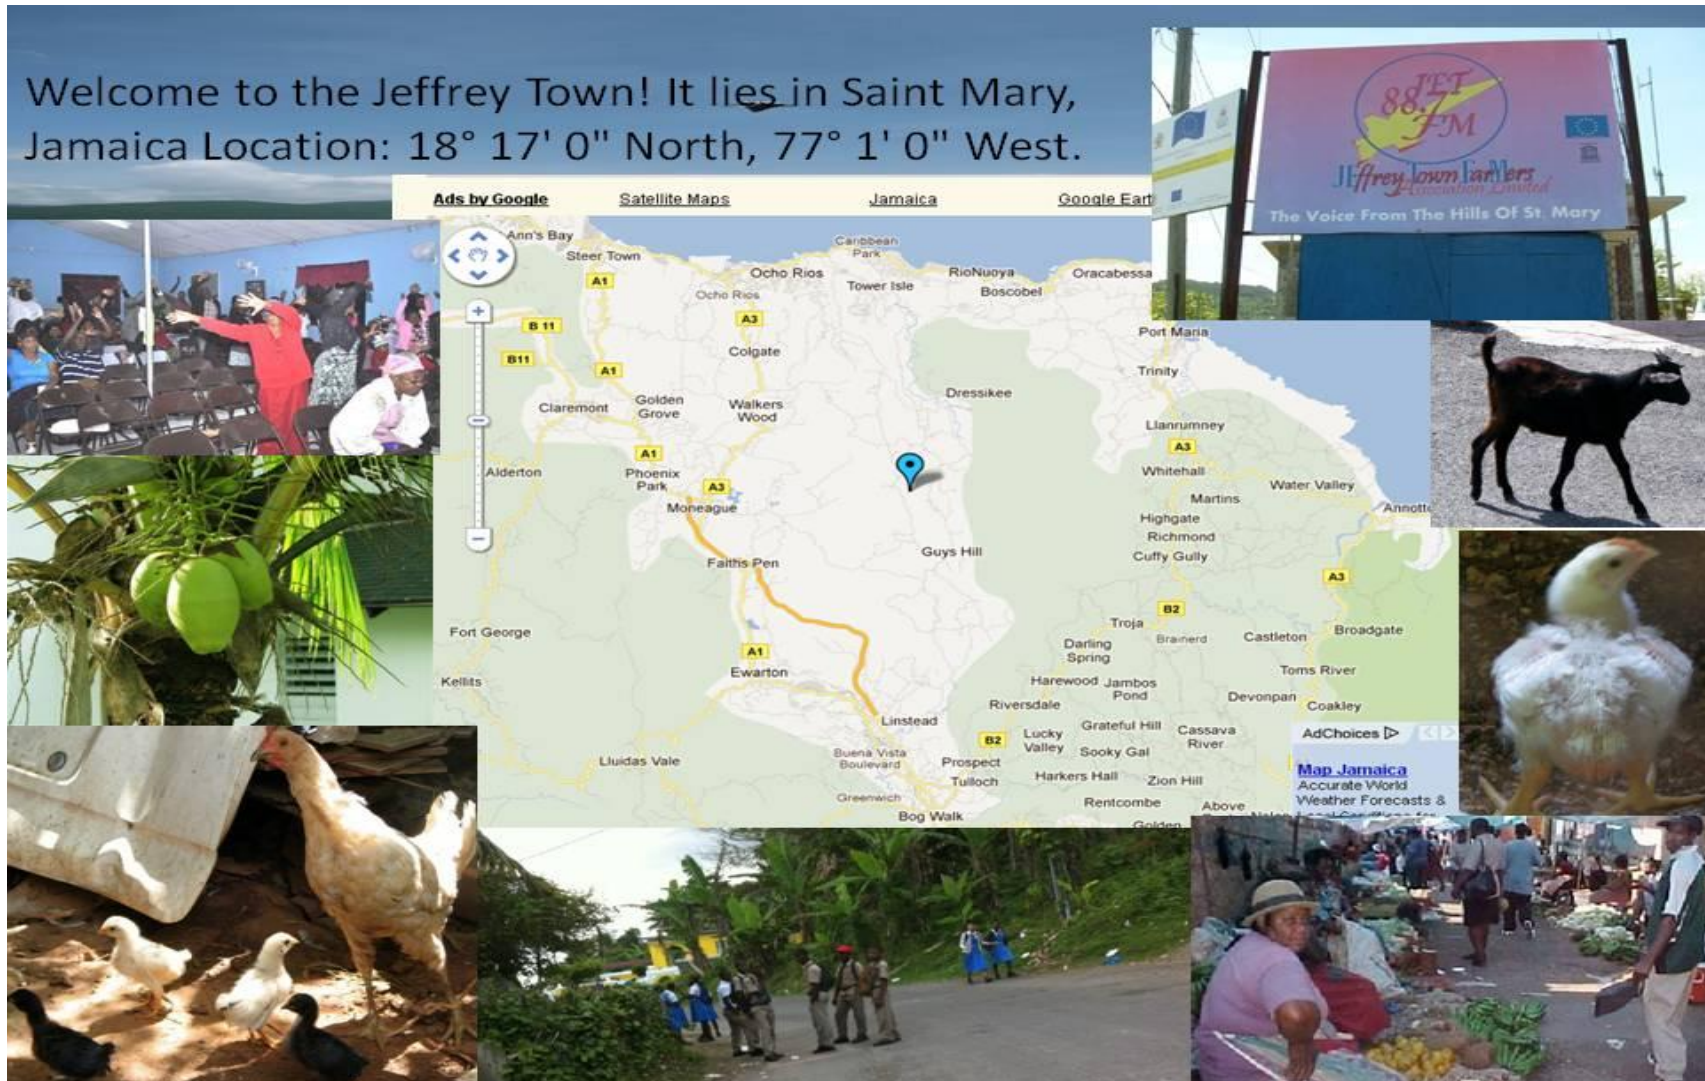 Welcome to the Jeffrey Town! It lies in Saint Mary,
Jamaica Location: 18° 17' 0" North, 77° 1' 0" West.
JET
88.7
FM
JEffrey Town FarMers
Association Limited
The Voice From The Hills Of St. Mary
Ads by Google Satellite Maps Jamaica Google Eart
Ann's Bay
Steer Town
Caribbean
Park
Ocho Rios
RioNuoya
Oracabessa
A1
Ocho Rios
Tower Isle
Boscobel
B 11
A3
Port Maria
B11
Colgate
A1
Trinity
Golden
Grove
Walkers
Wood
Dressikee
Claremont
Llanrumney
A3
A1
Alderton
Phoenix
Park
A3
Whitehall
Water Valley
Moneague
Martins
Annotto
Highgate
Richmond
Guys Hill
Cuffy Gully
Faiths Pen
A3
B2
Fort George
Troja
Brainerd
Castleton
Broadgate
A1
Darling
Spring
Ewarton
Toms River
Kellits
Harewood
Jambos
Pond
Devonpan
Riversdale
Coakley
Linstead
Grateful Hill
Cassava
River
B2
Lucky
Valley
Sooky Gal
AdChoices
Buena Vista
Boulevard
Lluidas Vale
Prospect
Map Jamaica
Tulloch
Harkers Hall
Zion Hill
Accurate World
Greenwich
Weather Forecasts &
Rentcombe
Above
Bog Walk
Golden